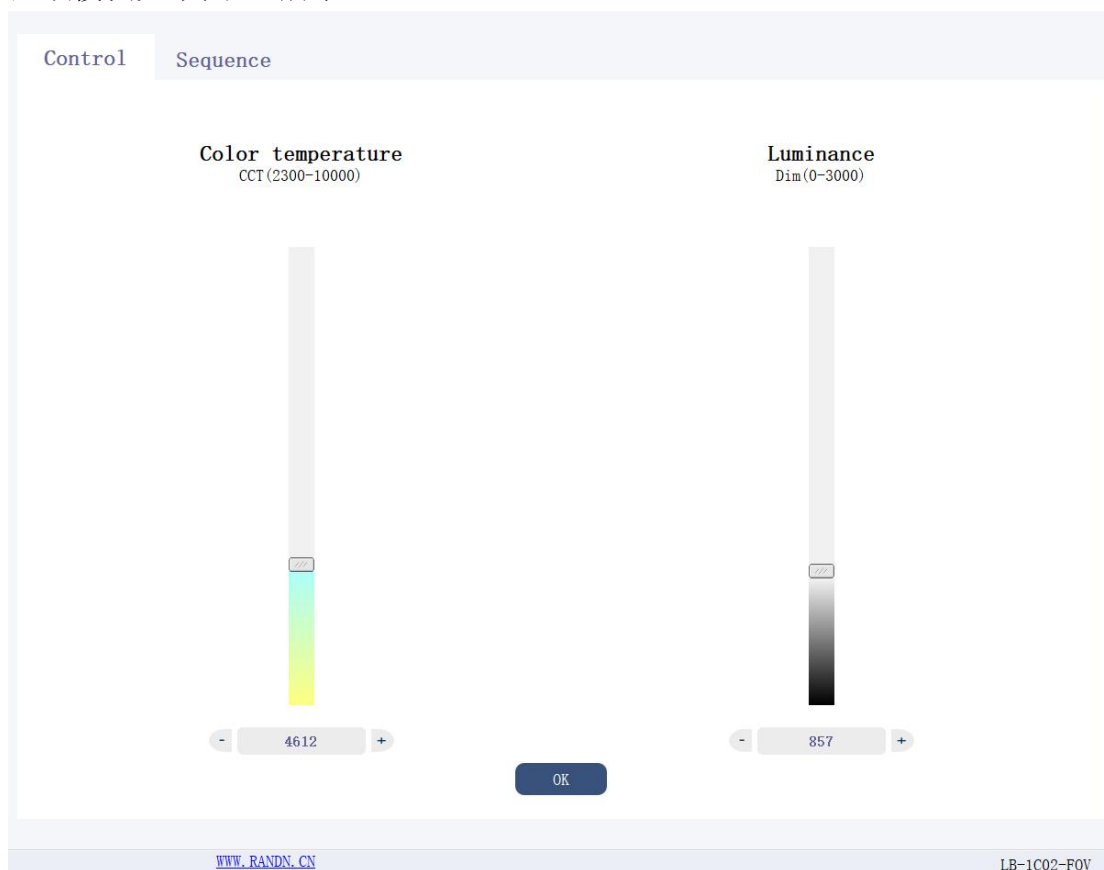 Control
Sequence
Color temperature
CCT(2300-10000)
Luminance
Dim(0-3000)
- 4612 +
- 857 +
OK
WWW. RANDN. CN
LB-1C02-FOV